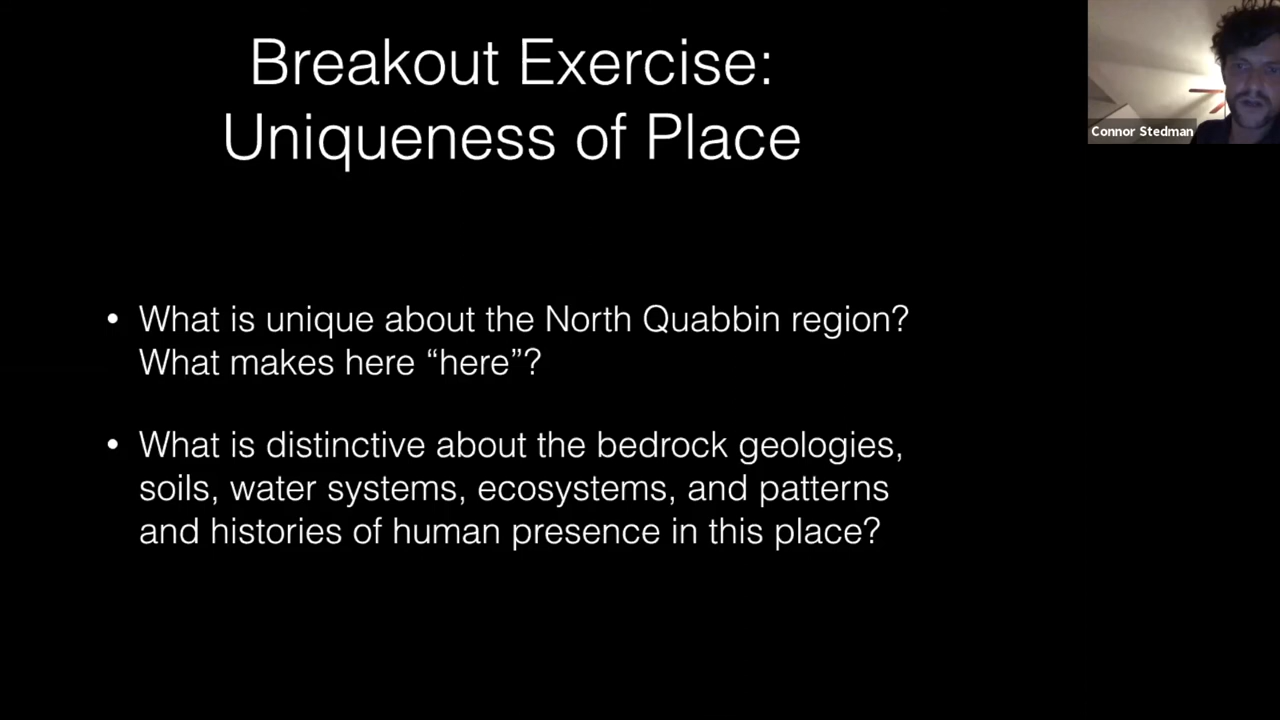 Breakout Exercise:
Uniqueness of Place
Connor Stedman
• What is unique about the North Quabbin region?
What makes here “here”?
• What is distinctive about the bedrock geologies,
soils, water systems, ecosystems, and patterns
and histories of human presence in this place?